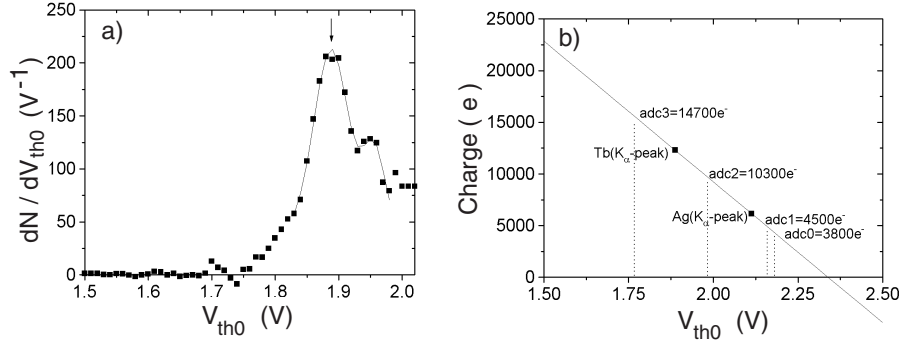 a)
250
200
150
100
50
0
dN / dV_th0 (V^-1)
1.5 1.6 1.7 1.8 1.9 2.0
V_th0 (V)
b)
25000
20000
15000
10000
5000
0
Charge ( e )
adc3=14700e^-
Tb(K_α-peak)
adc2=10300e^-
Ag(K_α-peak)
adc1=4500e^-
adc0=3800e^-
1.50 1.75 2.00 2.25 2.50
V_th0 (V)